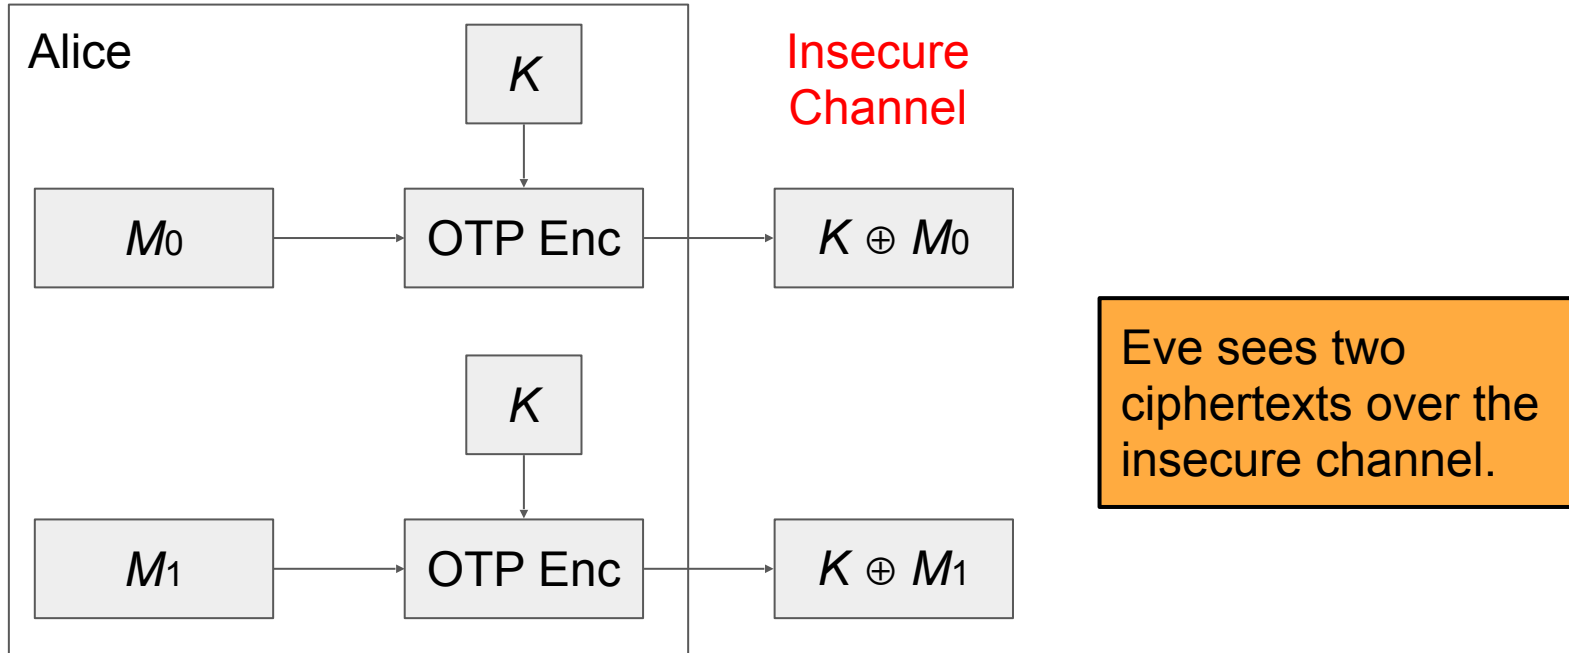 Alice
K
Insecure
Channel
M0
OTP Enc
K ⊕ M0
Eve sees two
ciphertexts over the
insecure channel.
K
M1
OTP Enc
K ⊕ M1